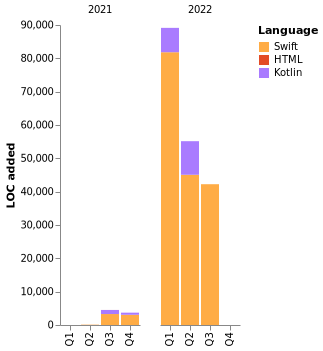 2021
2022
Language
Swift
HTML
Kotlin
LOC added
90,000
80,000
70,000
60,000
50,000
40,000
30,000
20,000
10,000
0
Q1
Q2
Q3
Q4
Q1
Q2
Q3
Q4